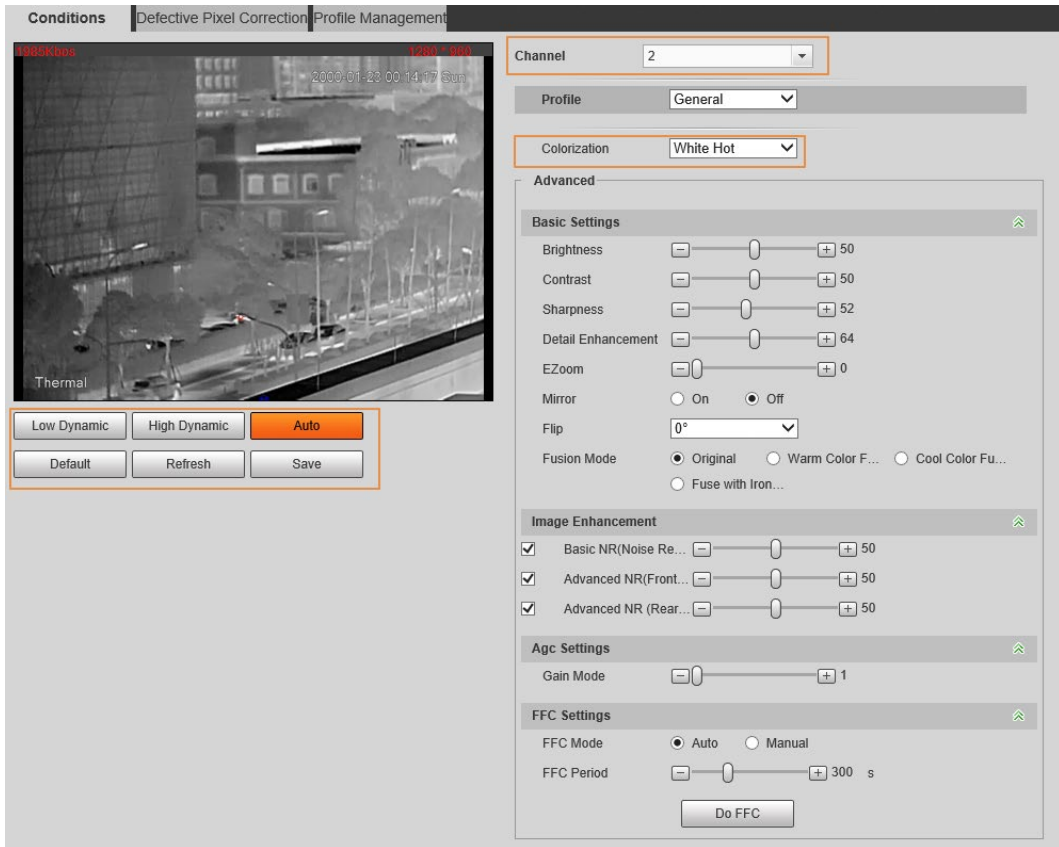 Conditions Defective Pixel Correction Profile Management
1985Kbps 1280 * 960
2000-01-23 00:14:17 Sun
Thermal
Low Dynamic High Dynamic Auto
Default Refresh Save
Channel 2
Profile General
Colorization White Hot
Advanced
Basic Settings
Brightness 50
Contrast 50
Sharpness 52
Detail Enhancement 64
EZoom 0
Mirror On Off
Flip 0°
Fusion Mode Original Warm Color F... Cool Color Fu...
Fuse with Iron...
Image Enhancement
Basic NR(Noise Re... 50
Advanced NR(Front... 50
Advanced NR (Rear... 50
Agc Settings
Gain Mode 1
FFC Settings
FFC Mode Auto Manual
FFC Period 300 s
Do FFC